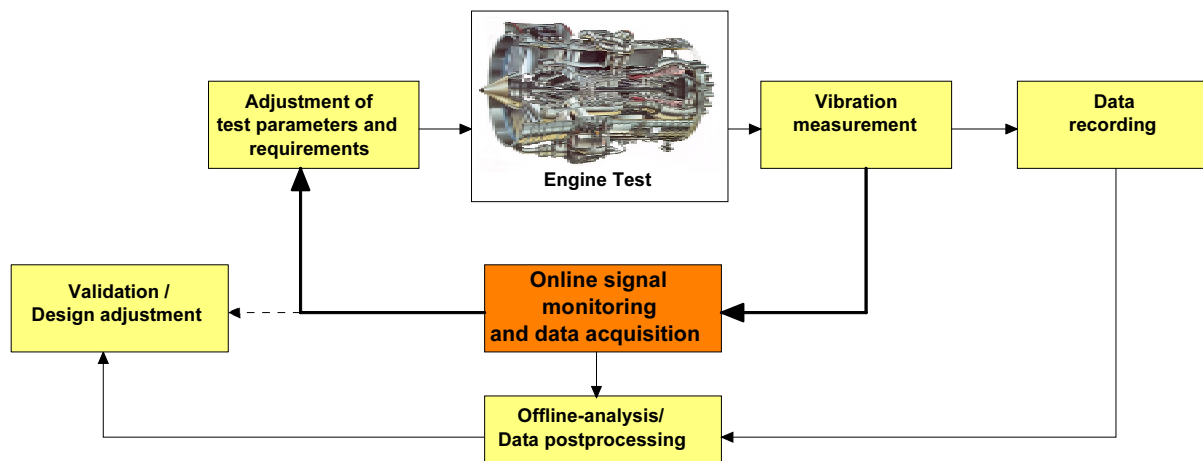 Adjustment of
test parameters and
requirements
Engine Test
Vibration
measurement
Data
recording
Validation /
Design adjustment
Online signal
monitoring
and data acquisition
Offline-analysis/
Data postprocessing